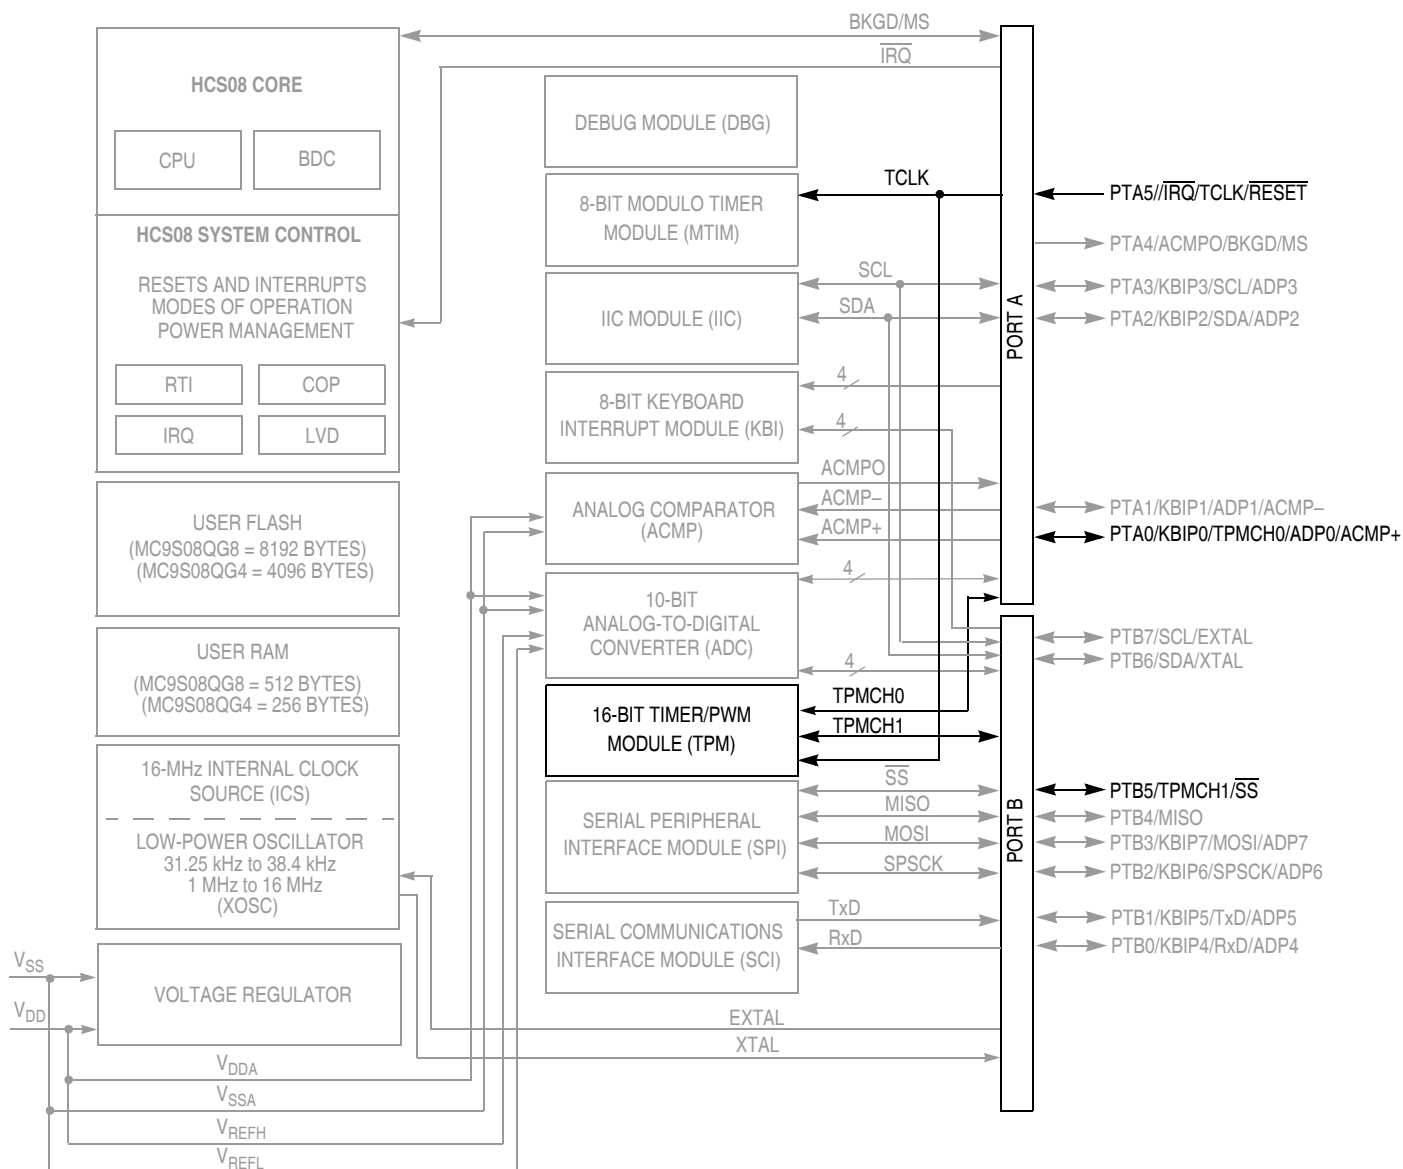 BKGD/MS
IRQ
HCS08 CORE
CPU
BDC
HCS08 SYSTEM CONTROL
RESETS AND INTERRUPTS
MODES OF OPERATION
POWER MANAGEMENT
RTI
COP
IRQ
LVD
USER FLASH
(MC9S08QG8 = 8192 BYTES)
(MC9S08QG4 = 4096 BYTES)
USER RAM
(MC9S08QG8 = 512 BYTES)
(MC9S08QG4 = 256 BYTES)
16-MHz INTERNAL CLOCK
SOURCE (ICS)
LOW-POWER OSCILLATOR
31.25 kHz to 38.4 kHz
1 MHz to 16 MHz
(XOSC)
VSS
VDD
VOLTAGE REGULATOR
VDDA
VSSA
VREFH
VREFL
DEBUG MODULE (DBG)
8-BIT MODULO TIMER
MODULE (MTIM)
TCLK
IIC MODULE (IIC)
SCL
SDA
8-BIT KEYBOARD
INTERRUPT MODULE (KBI)
4
4
ANALOG COMPARATOR
(ACMP)
ACMPO
ACMP–
ACMP+
10-BIT
ANALOG-TO-DIGITAL
CONVERTER (ADC)
4
4
16-BIT TIMER/PWM
MODULE (TPM)
TPMCH0
TPMCH1
SERIAL PERIPHERAL
INTERFACE MODULE (SPI)
SS
MISO
MOSI
SPSCK
SERIAL COMMUNICATIONS
INTERFACE MODULE (SCI)
TxD
RxD
EXTAL
XTAL
PORT A
PORT B
PTA5//IRQ/TCLK/RESET
PTA4/ACMPO/BKGD/MS
PTA3/KBIP3/SCL/ADP3
PTA2/KBIP2/SDA/ADP2
PTA1/KBIP1/ADP1/ACMP–
PTA0/KBIP0/TPMCH0/ADP0/ACMP+
PTB7/SCL/EXTAL
PTB6/SDA/XTAL
PTB5/TPMCH1/SS
PTB4/MISO
PTB3/KBIP7/MOSI/ADP7
PTB2/KBIP6/SPSCK/ADP6
PTB1/KBIP5/TxD/ADP5
PTB0/KBIP4/RxD/ADP4